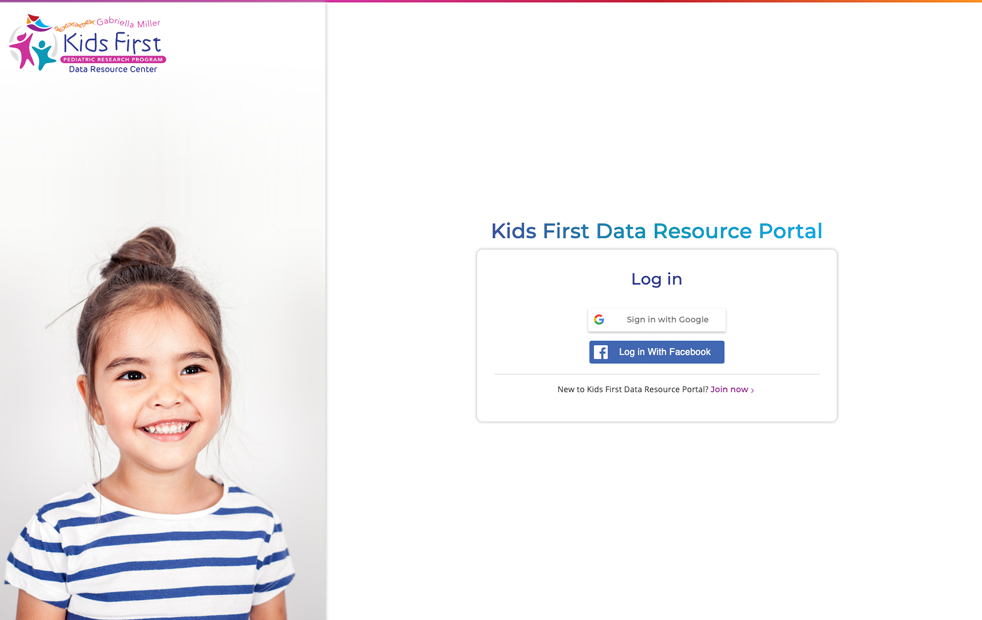 Gabriella Miller
Kids First
PEDIATRIC RESEARCH PROGRAM
Data Resource Center
Kids First Data Resource Portal
Log in
Sign in with Google
Log in With Facebook
New to Kids First Data Resource Portal? Join now ›